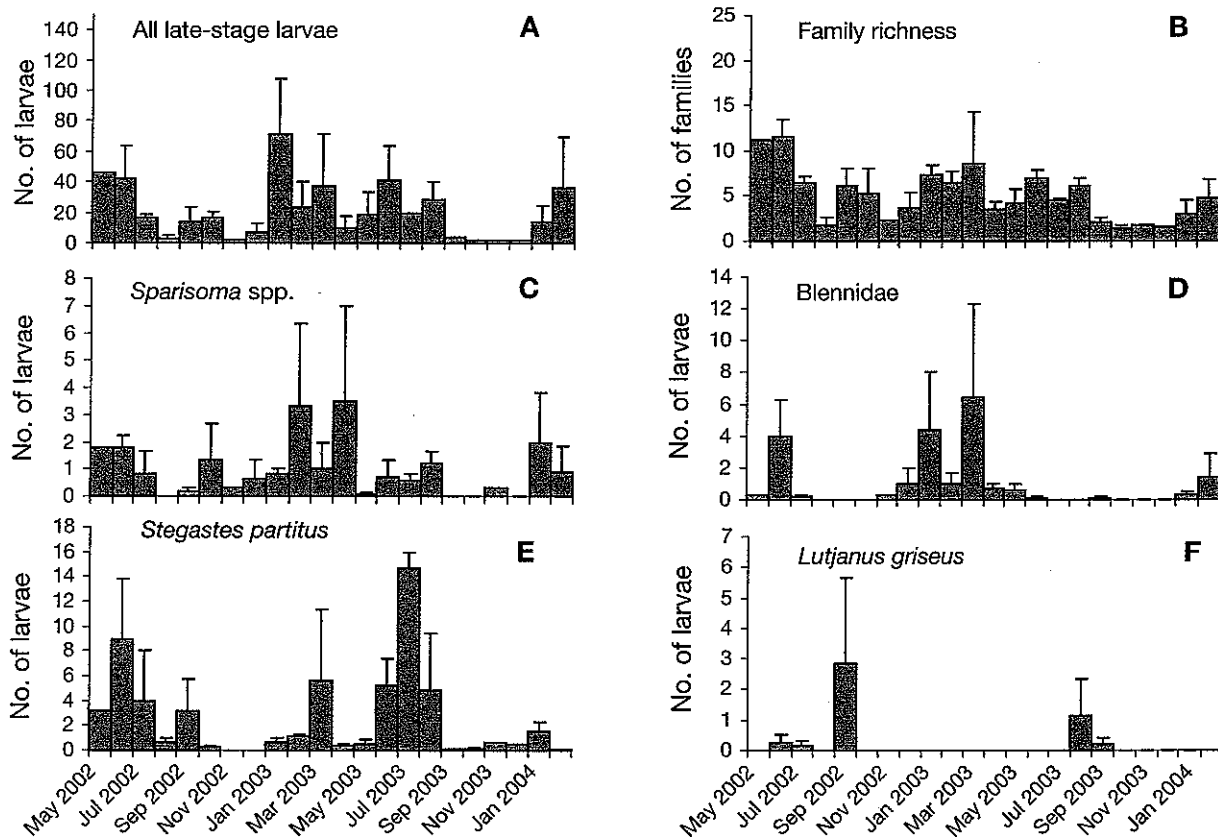 All late-stage larvae
A
No. of larvae
140
120
100
80
60
40
20
0
Family richness
B
No. of families
25
20
15
10
5
0
Sparisoma spp.
C
No. of larvae
8
7
6
5
4
3
2
1
0
Blennidae
D
No. of larvae
14
12
10
8
6
4
2
0
Stegastes partitus
E
No. of larvae
18
16
14
12
10
8
6
4
2
0
May 2002
Jul 2002
Sep 2002
Nov 2002
Jan 2003
Mar 2003
May 2003
Jul 2003
Sep 2003
Nov 2003
Jan 2004
Lutjanus griseus
F
No. of larvae
7
6
5
4
3
2
1
0
May 2002
Jul 2002
Sep 2002
Nov 2002
Jan 2003
Mar 2003
May 2003
Jul 2003
Sep 2003
Nov 2003
Jan 2004